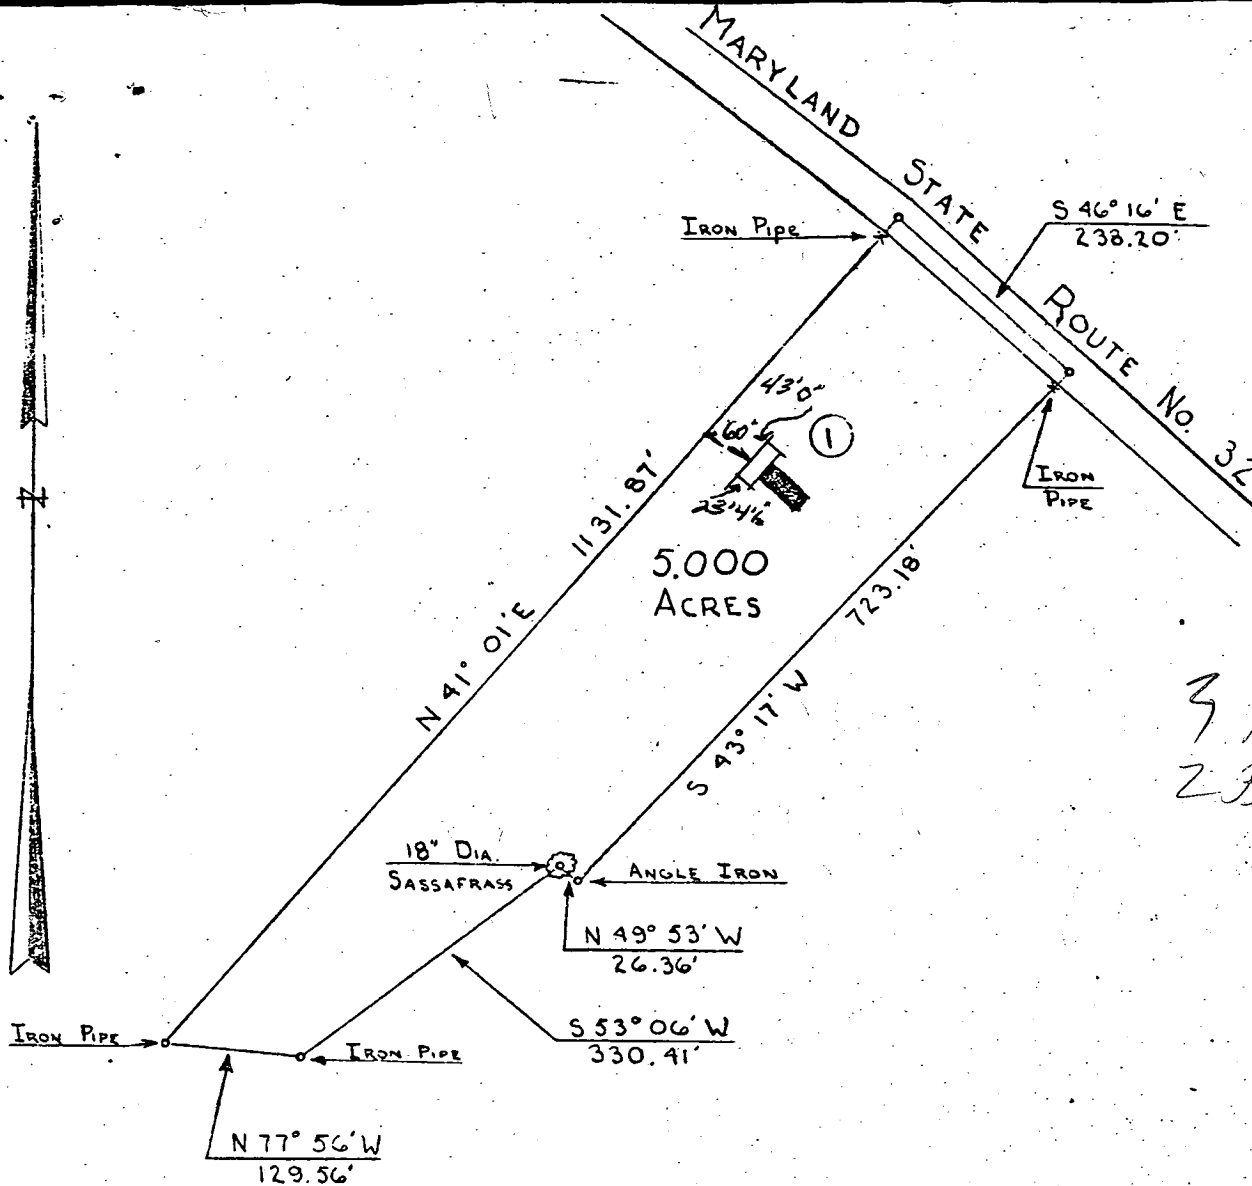 MARYLAND STATE ROUTE No. 32
S 46° 16' E
238.20'
IRON PIPE
43'0"
60'
1
23'4½"
IRON
PIPE
1131.87'
N 41° 01' E
5.000
ACRES
723.18'
S 43° 17' W
18" DIA.
SASSAFRASS
ANGLE IRON
N 49° 53' W
26.36'
IRON PIPE
IRON PIPE
S 53° 06' W
330.41'
N 77° 56' W
129.56'